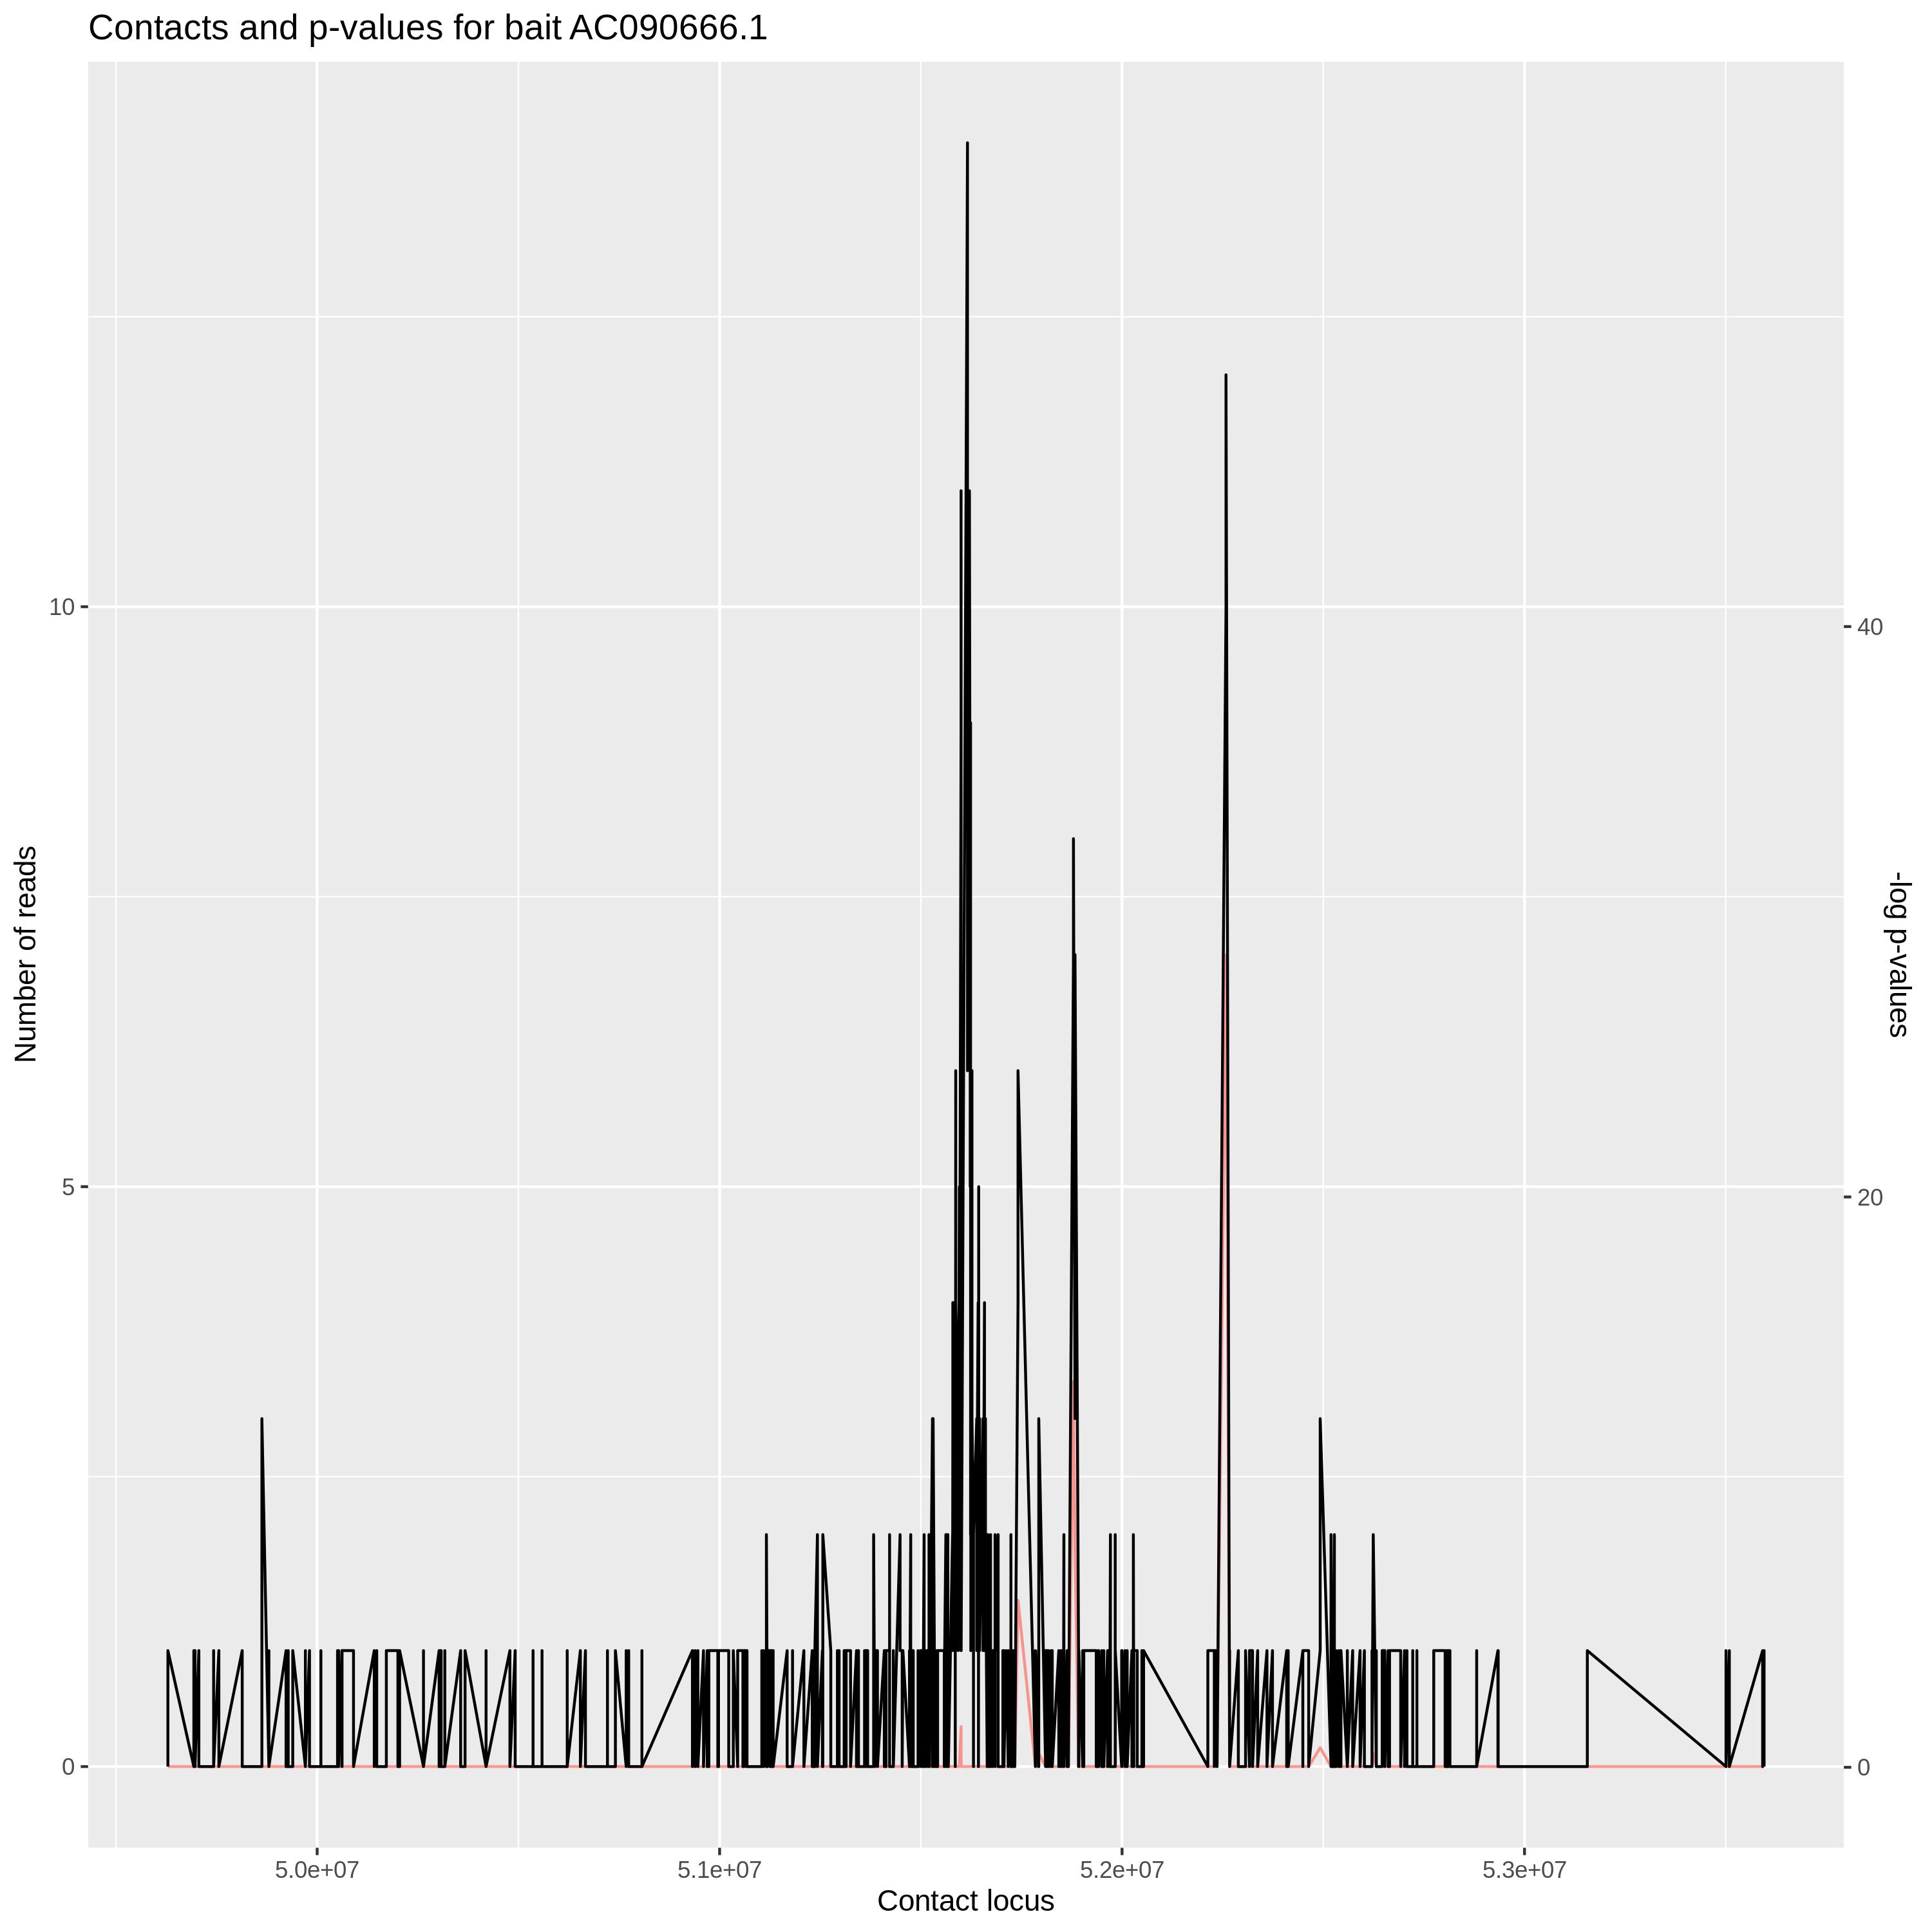 Contacts and p-values for bait AC090666.1
Number of reads
10
5
0
40
20
0
-log p-values
5.0e+07
5.1e+07
5.2e+07
5.3e+07
Contact locus